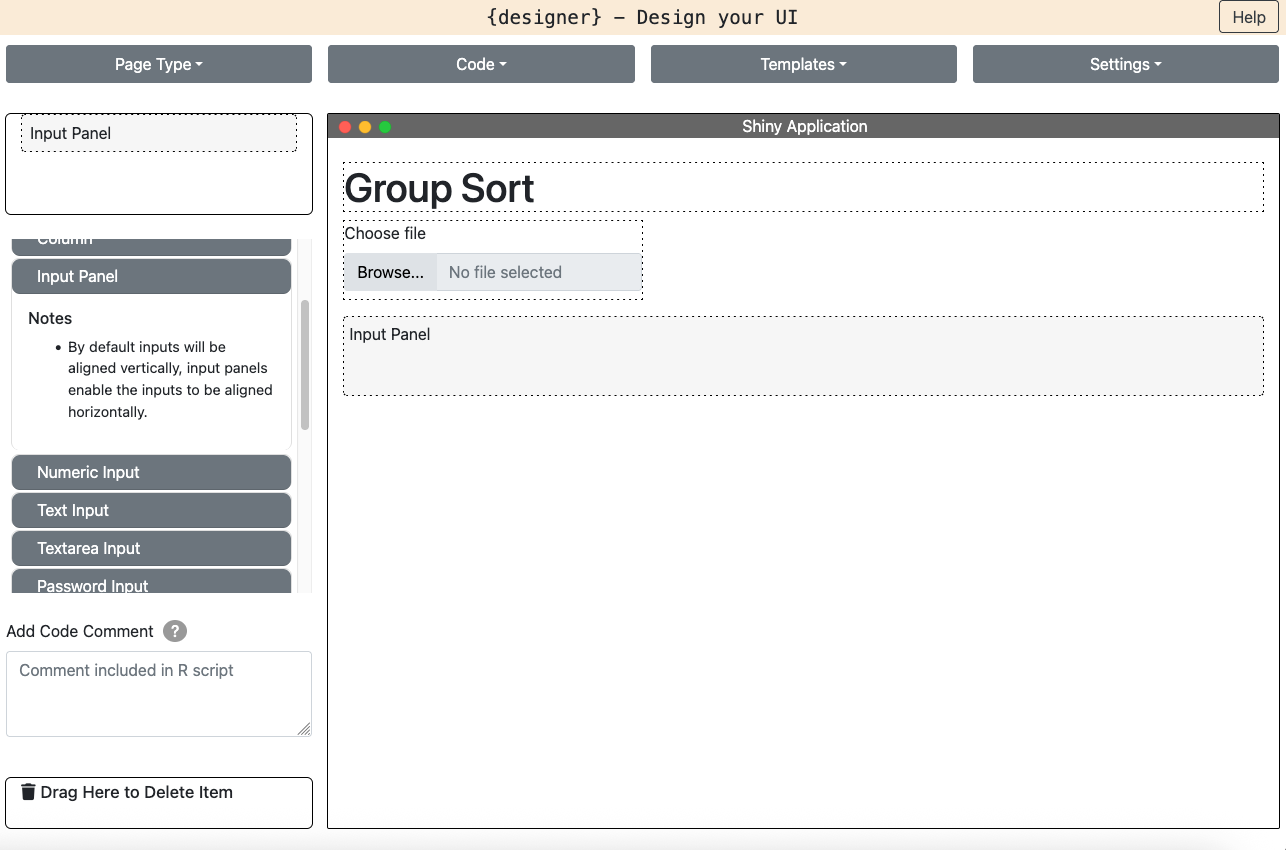 {designer} – Design your UI
Help
Page Type
Code
Templates
Settings
Input Panel
Column
Input Panel
Notes
• By default inputs will be
aligned vertically, input panels
enable the inputs to be aligned
horizontally.
Numeric Input
Text Input
Textarea Input
Password Input
Add Code Comment ?
Comment included in R script
Drag Here to Delete Item
Shiny Application
Group Sort
Choose file
Browse... No file selected
Input Panel